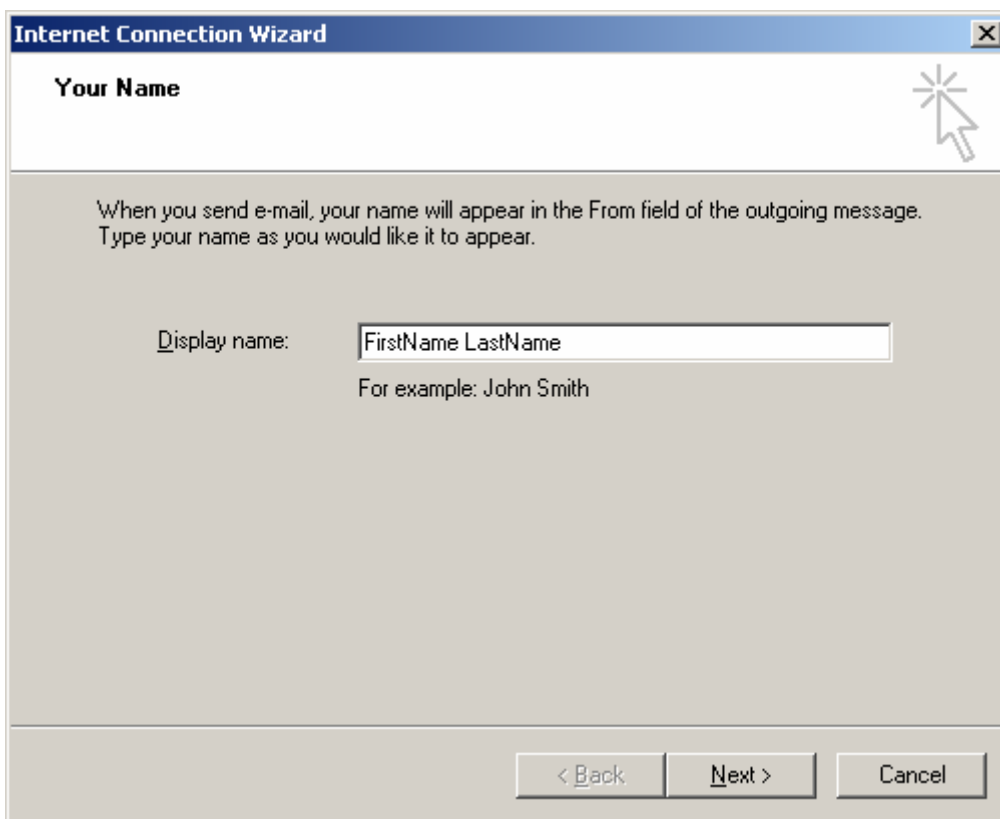 Internet Connection Wizard
Your Name
When you send e-mail, your name will appear in the From field of the outgoing message.
Type your name as you would like it to appear.
Display name:
FirstName LastName
For example: John Smith
< Back
Next >
Cancel